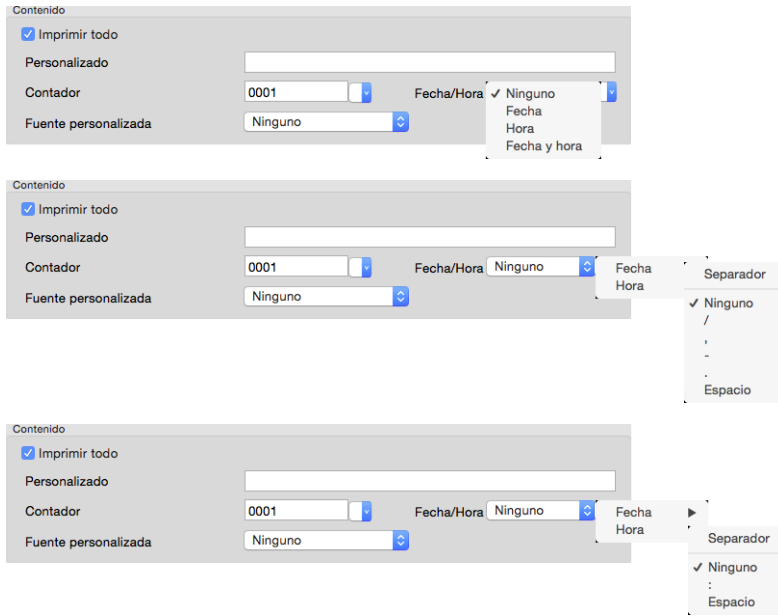 Contenido
Imprimir todo
Personalizado
Contador 0001 Fecha/Hora Ninguno
Fecha
Hora
Fuente personalizada Ninguno
Fecha y hora
Contenido
Imprimir todo
Personalizado
Contador 0001 Fecha/Hora Ninguno Fecha
Hora
Separador
Fuente personalizada Ninguno
Ninguno
/
,
-
.
Espacio
Contenido
Imprimir todo
Personalizado
Contador 0001 Fecha/Hora Ninguno Fecha
Hora
Fuente personalizada Ninguno
Separador
Ninguno
:
Espacio